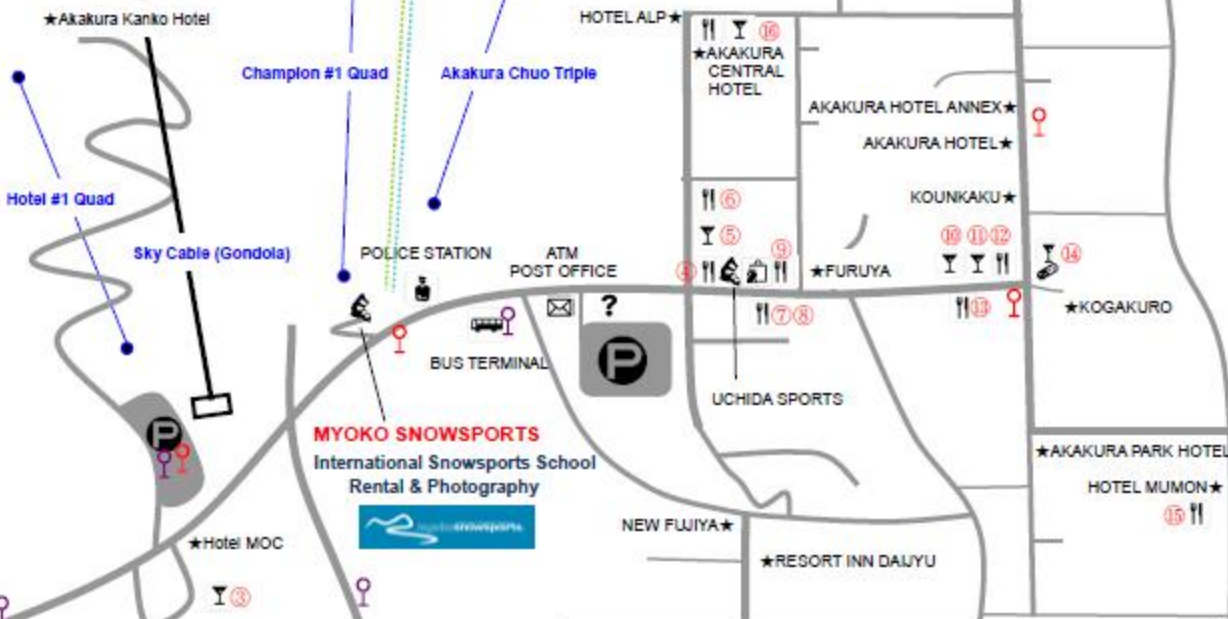 ★Akakura Kanko Hotel
HOTEL ALP★
⑯
★AKAKURA
CENTRAL
HOTEL
Champion #1 Quad
Akakura Chuo Triple
AKAKURA HOTEL ANNEX★
AKAKURA HOTEL★
Hotel #1 Quad
⑥
KOUNKAKU★
⑤
⑨
⑩ ⑪ ⑫
Sky Cable (Gondola)
POLICE STATION
ATM
POST OFFICE
④
★FURUYA
⑭
?
⑦⑧
⑬
★KOGAKURO
BUS TERMINAL
P
UCHIDA SPORTS
P
MYOKO SNOWSPORTS
International Snowsports School
Rental & Photography
★AKAKURA PARK HOTEL
HOTEL MUMON★
⑮
snowsports
NEW FUJIYA★
★Hotel MOC
★RESORT INN DAIJYU
③